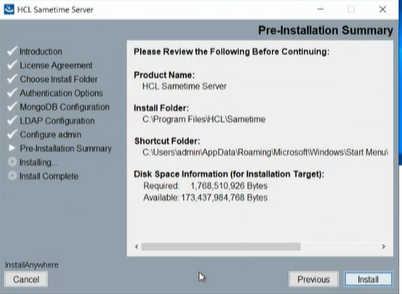 HCL Sametime Server
Pre-Installation Summary
Introduction
License Agreement
Choose Install Folder
Authentication Options
MongoDB Configuration
LDAP Configuration
Configure admin
Pre-Installation Summary
Installing...
Install Complete
Please Review the Following Before Continuing:
Product Name:
HCL Sametime Server
Install Folder:
C:\Program Files\HCL\Sametime
Shortcut Folder:
C:\Users\admin\AppData\Roaming\Microsoft\Windows\Start Menu\
Disk Space Information (for Installation Target):
Required: 1,768,510,926 Bytes
Available: 173,437,984,768 Bytes
InstallAnywhere
Cancel
Previous
Install